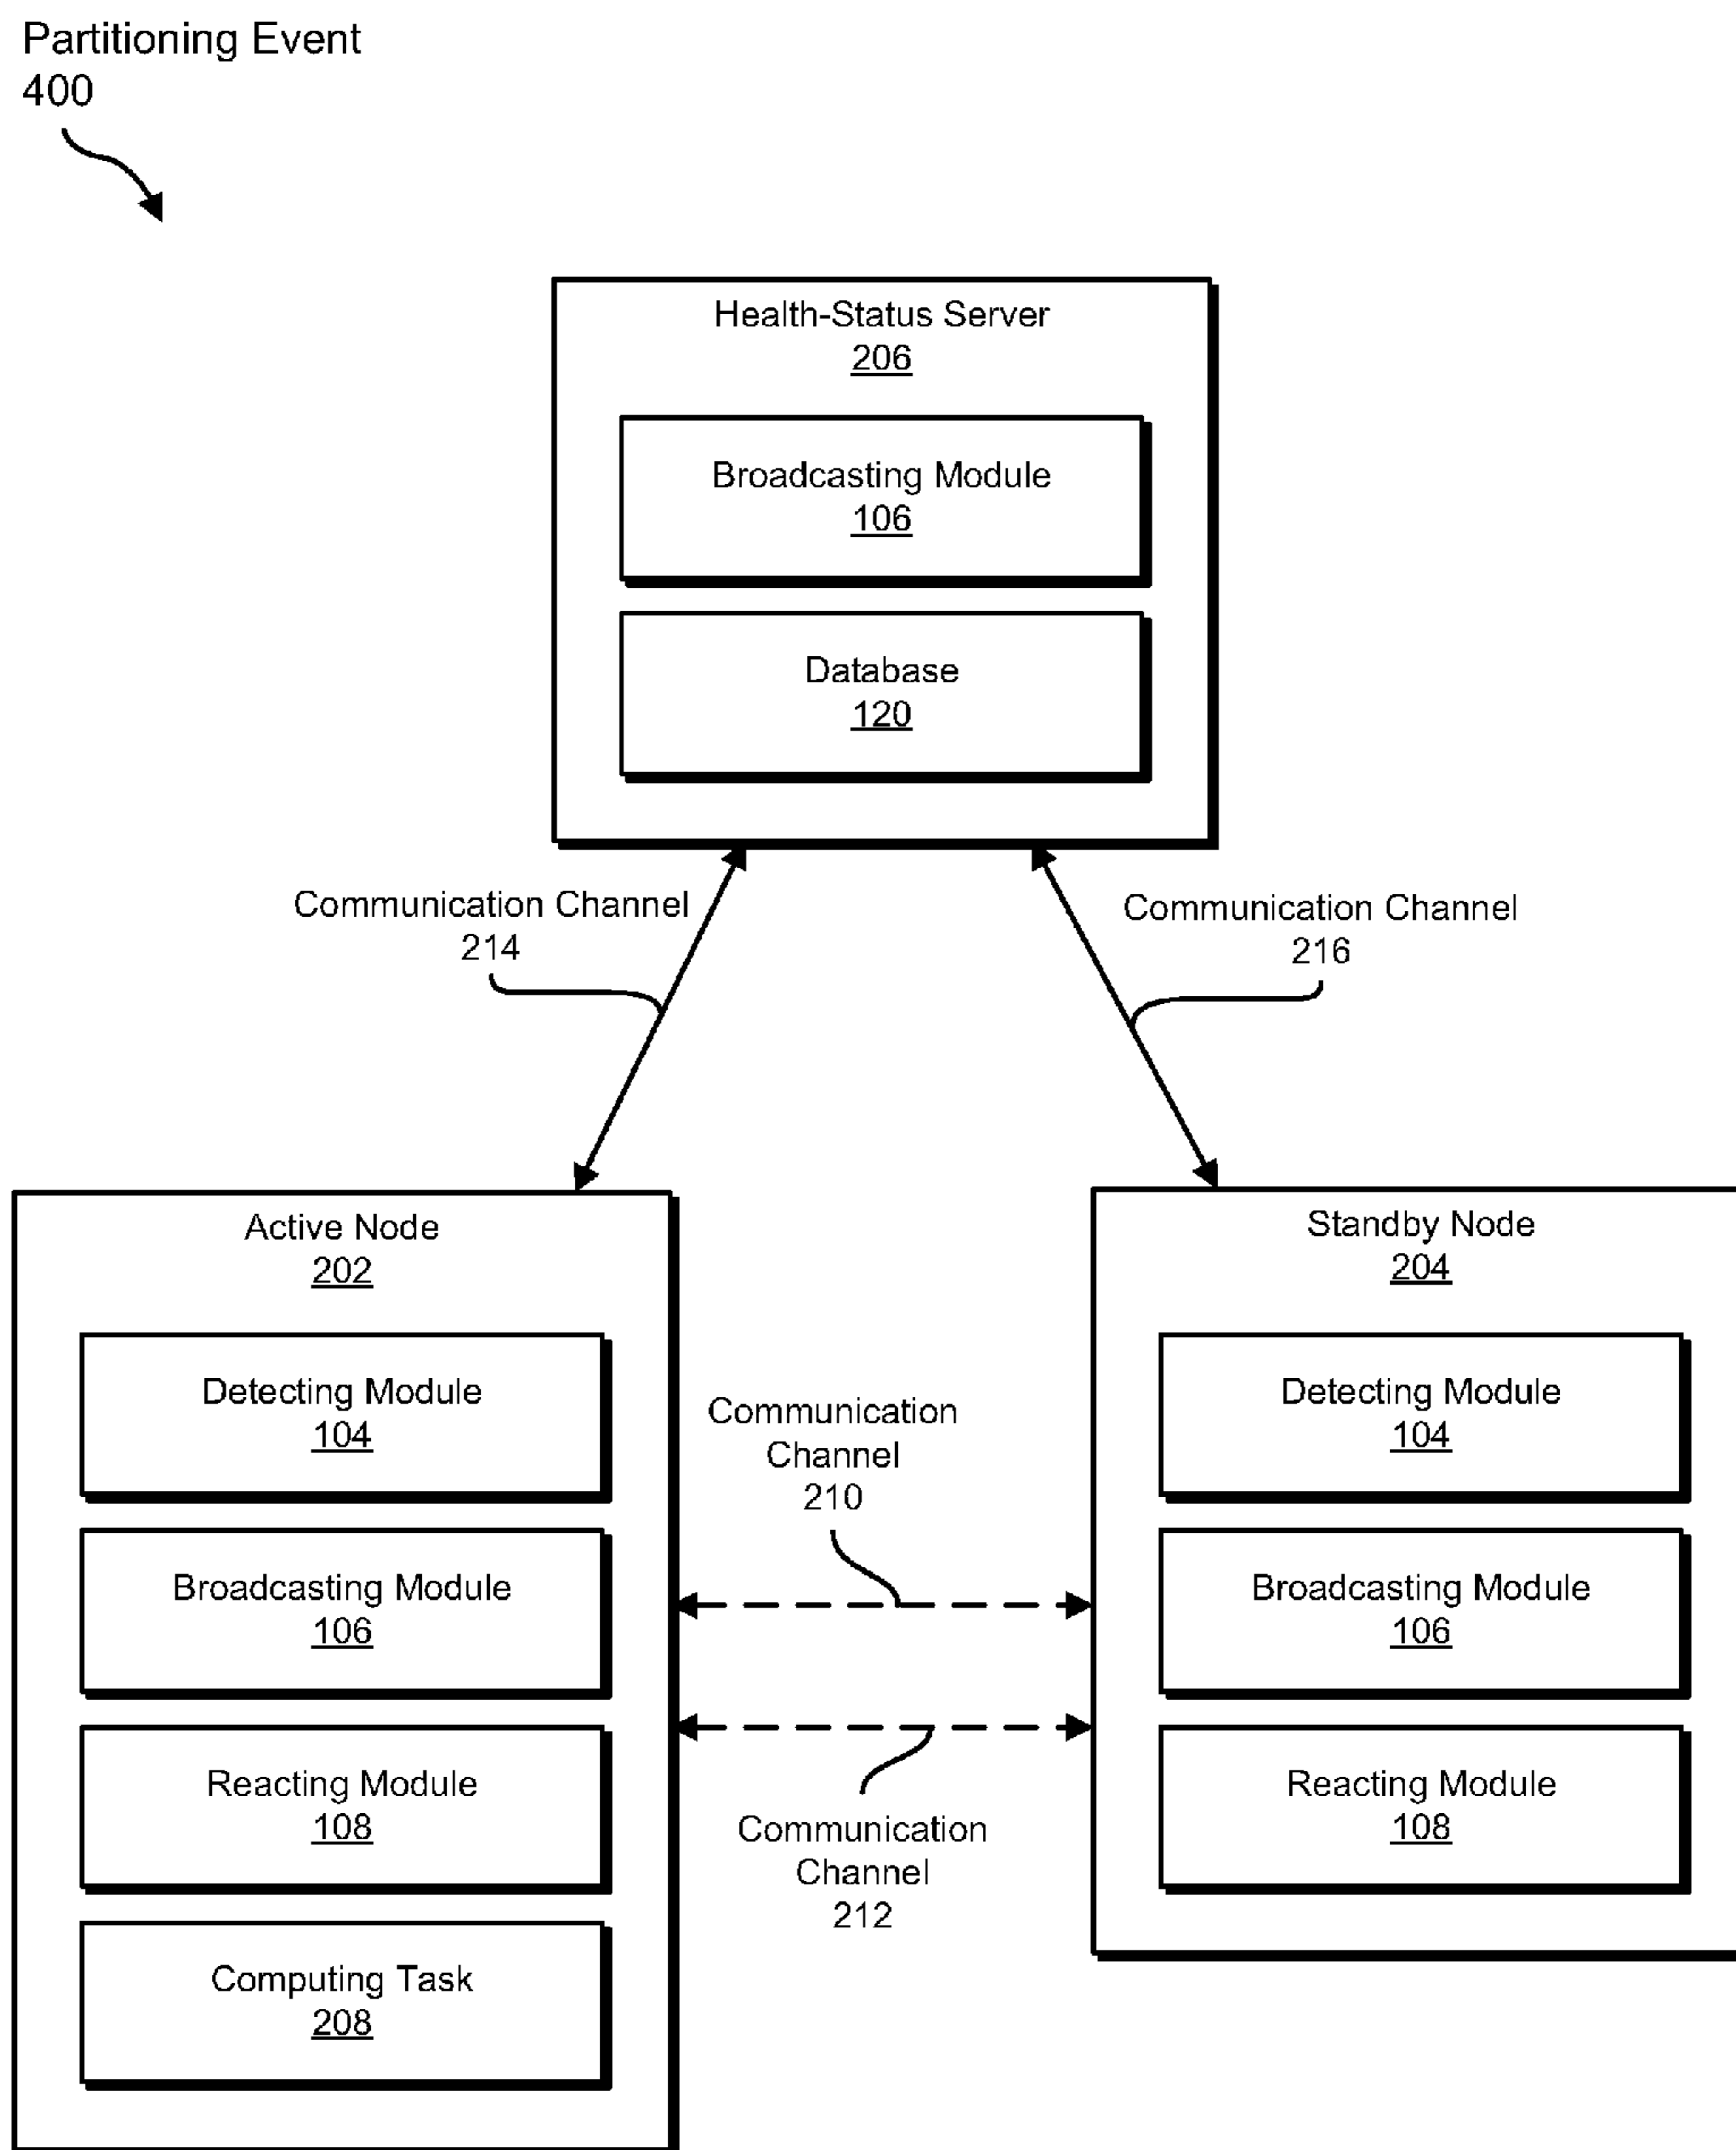 Partitioning Event
400
Health-Status Server
206
Broadcasting Module
106
Database
120
Communication Channel
214
Communication Channel
216
Active Node
202
Detecting Module
104
Broadcasting Module
106
Reacting Module
108
Computing Task
208
Communication
Channel
210
Communication
Channel
212
Standby Node
204
Detecting Module
104
Broadcasting Module
106
Reacting Module
108